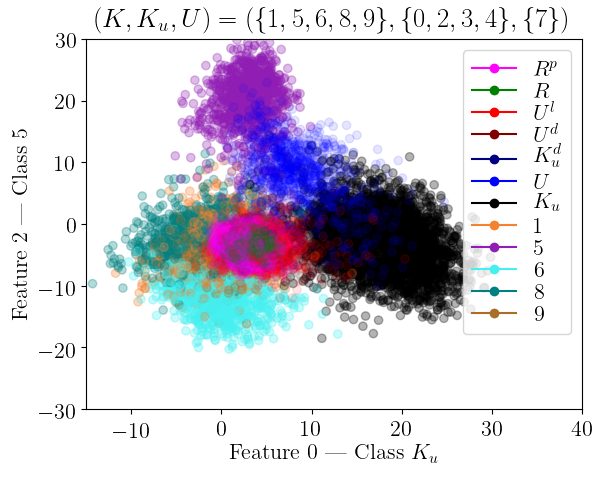 (K, K_u, U) = ({1, 5, 6, 8, 9}, {0, 2, 3, 4}, {7})
30
20
10
0
−10
−20
−30
Feature 2 — Class 5
R^p
R
U^l
U^d
K_u^d
U
K_u
1
5
6
8
9
−10
0
10
20
30
40
Feature 0 — Class K_u